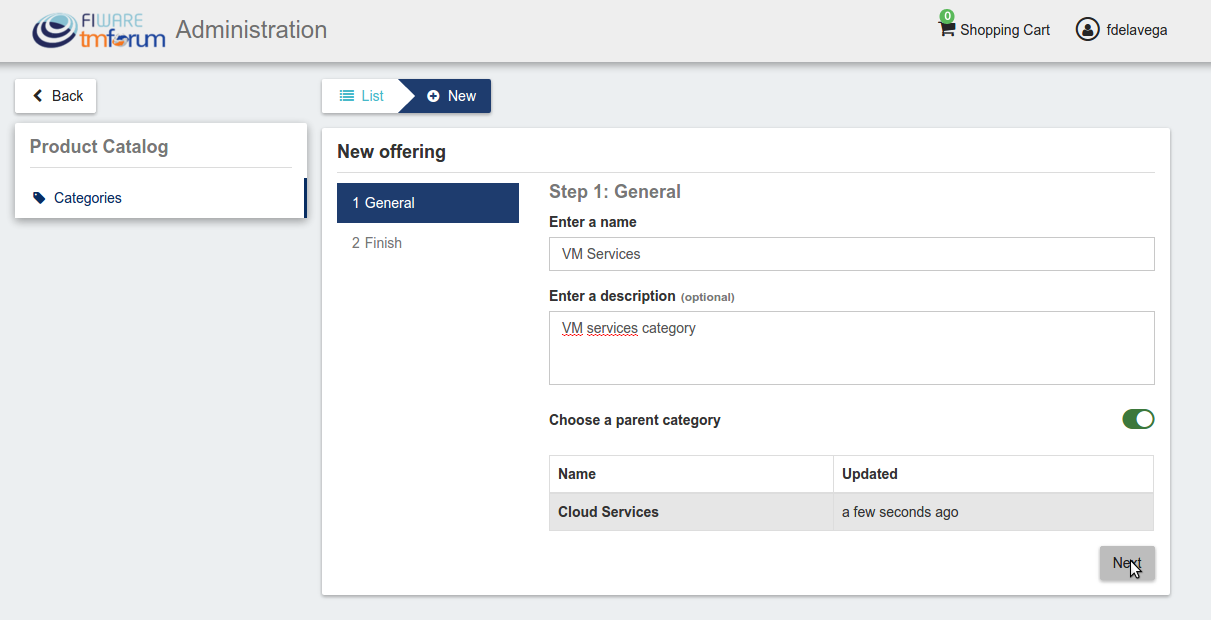 FIWARE
tmforum
Administration
0
Shopping Cart
fdelavega
Back
List
New
Product Catalog
Categories
New offering
1 General
2 Finish
Step 1: General
Enter a name
VM Services
Enter a description (optional)
VM services category
Choose a parent category
Name Updated
Cloud Services a few seconds ago
Next